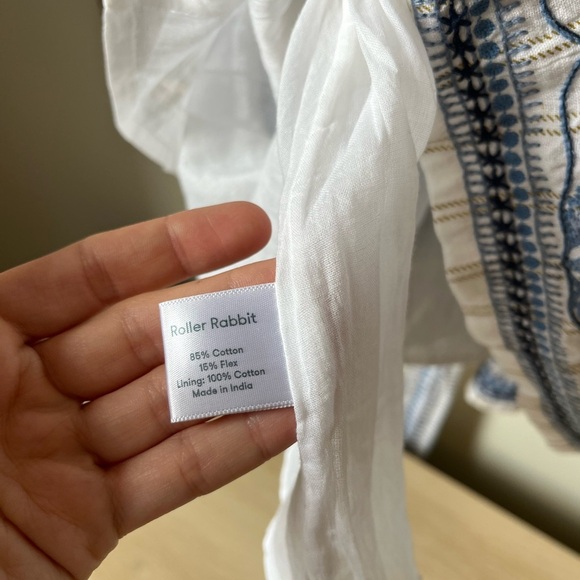 Roller Rabbit
85% Cotton
15% Flex
Lining: 100% Cotton
Made in India